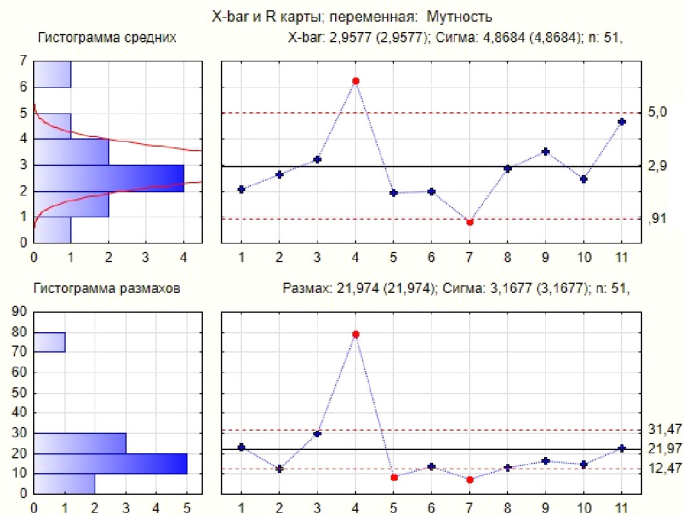 X-bar и R карты; переменная: Мутность
Гистограмма средних
X-bar: 2,9577 (2,9577); Сигма: 4,8684 (4,8684); n: 51,
7
6
5
4
3
2
1
0
5,0
2,9
,91
0 1 2 3 4
1 2 3 4 5 6 7 8 9 10 11
Гистограмма размахов
Размах: 21,974 (21,974); Сигма: 3,1677 (3,1677); n: 51,
90
80
70
60
50
40
30
20
10
0
31,47
21,97
12,47
0 1 2 3 4 5
1 2 3 4 5 6 7 8 9 10 11